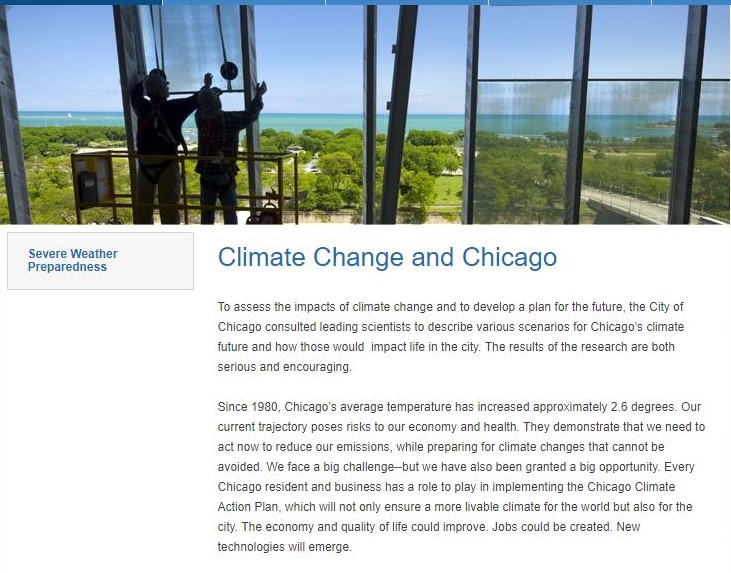 Severe Weather
Preparedness
Climate Change and Chicago
To assess the impacts of climate change and to develop a plan for the future, the City of
Chicago consulted leading scientists to describe various scenarios for Chicago's climate
future and how those would  impact life in the city. The results of the research are both
serious and encouraging.
Since 1980, Chicago's average temperature has increased approximately 2.6 degrees. Our
current trajectory poses risks to our economy and health. They demonstrate that we need to
act now to reduce our emissions, while preparing for climate changes that cannot be
avoided. We face a big challenge--but we have also been granted a big opportunity. Every
Chicago resident and business has a role to play in implementing the Chicago Climate
Action Plan, which will not only ensure a more livable climate for the world but also for the
city. The economy and quality of life could improve. Jobs could be created. New
technologies will emerge.